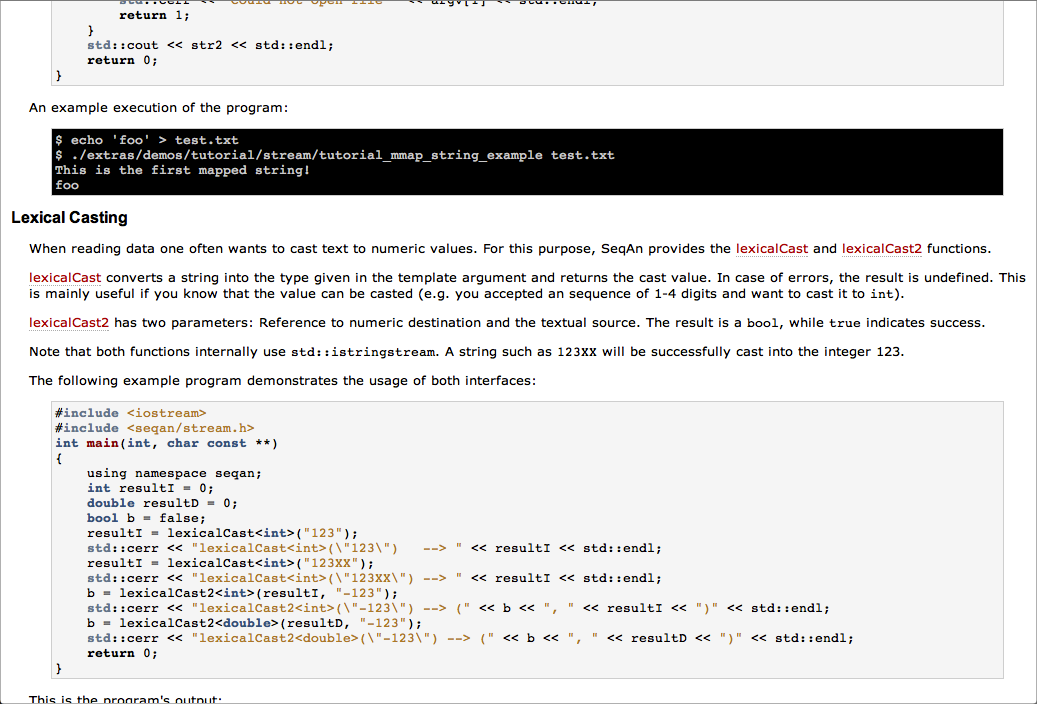 std::cerr << "Could not open file " << argv[1] << std::endl;
return 1;
}
std::cout << str2 << std::endl;
return 0;
}
An example execution of the program:
$ echo 'foo' > test.txt
$ ./extras/demos/tutorial/stream/tutorial_mmap_string_example test.txt
This is the first mapped string!
foo
Lexical Casting
When reading data one often wants to cast text to numeric values. For this purpose, SeqAn provides the lexicalCast and lexicalCast2 functions.
lexicalCast converts a string into the type given in the template argument and returns the cast value. In case of errors, the result is undefined. This
is mainly useful if you know that the value can be casted (e.g. you accepted an sequence of 1-4 digits and want to cast it to int).
lexicalCast2 has two parameters: Reference to numeric destination and the textual source. The result is a bool, while true indicates success.
Note that both functions internally use std::istringstream. A string such as 123XX will be successfully cast into the integer 123.
The following example program demonstrates the usage of both interfaces:
#include <iostream>
#include <seqan/stream.h>
int main(int, char const **)
{
using namespace seqan;
int resultI = 0;
double resultD = 0;
bool b = false;
resultI = lexicalCast<int>("123");
std::cerr << "lexicalCast<int>(\"123\")   --> " << resultI << std::endl;
resultI = lexicalCast<int>("123XX");
std::cerr << "lexicalCast<int>(\"123XX\") --> " << resultI << std::endl;
b = lexicalCast2<int>(resultI, "-123");
std::cerr << "lexicalCast2<int>(\"-123\") --> (" << b << ", " << resultI << ")" << std::endl;
b = lexicalCast2<double>(resultD, "-123");
std::cerr << "lexicalCast2<double>(\"-123\") --> (" << b << ", " << resultD << ")" << std::endl;
return 0;
}
This is the program's output: